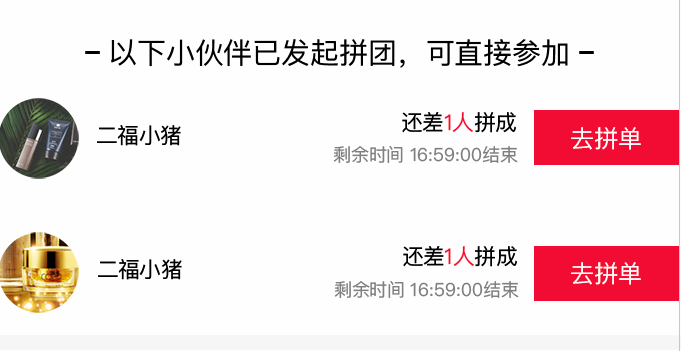 – 以下小伙伴已发起拼团，可直接参加 –
二福小猪
还差1人拼成
剩余时间 16:59:00结束
去拼单
二福小猪
还差1人拼成
剩余时间 16:59:00结束
去拼单